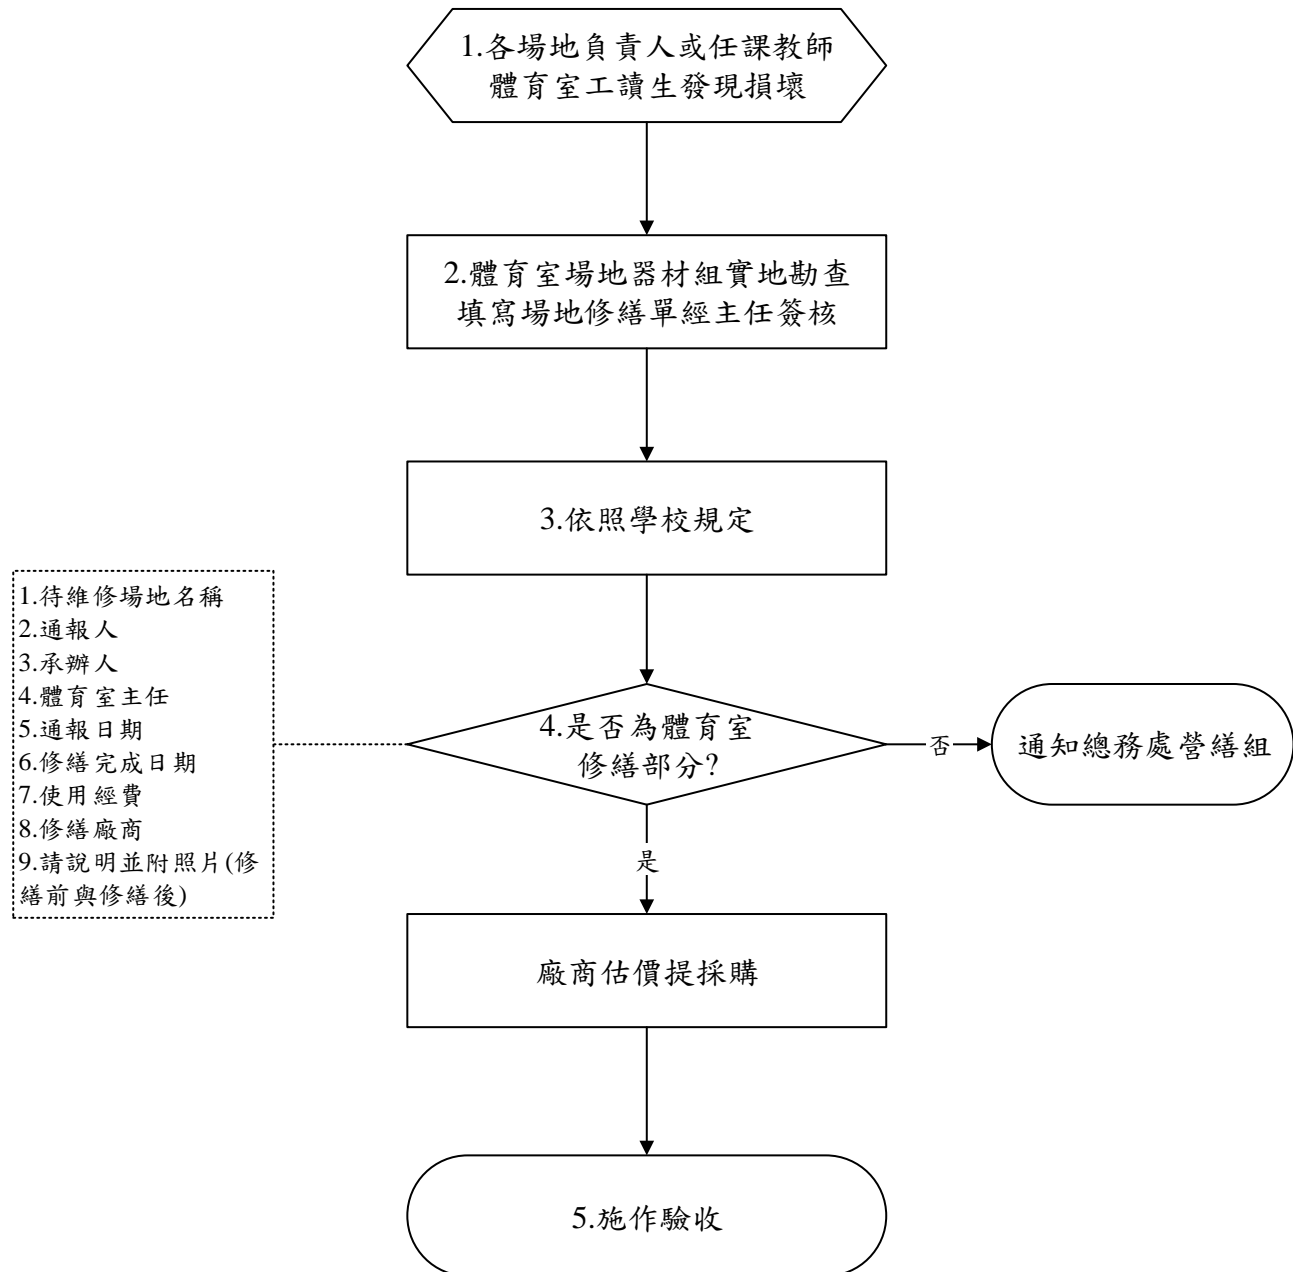 1.各場地負責人或任課教師
體育室工讀生發現損壞
2.體育室場地器材組實地勘查
填寫場地修繕單經主任簽核
3.依照學校規定
1.待維修場地名稱
2.通報人
3.承辦人
4.體育室主任
5.通報日期
6.修繕完成日期
7.使用經費
8.修繕廠商
9.請說明並附照片(修
繕前與修繕後)
4.是否為體育室
修繕部分?
否
通知總務處營繕組
是
廠商估價提採購
5.施作驗收